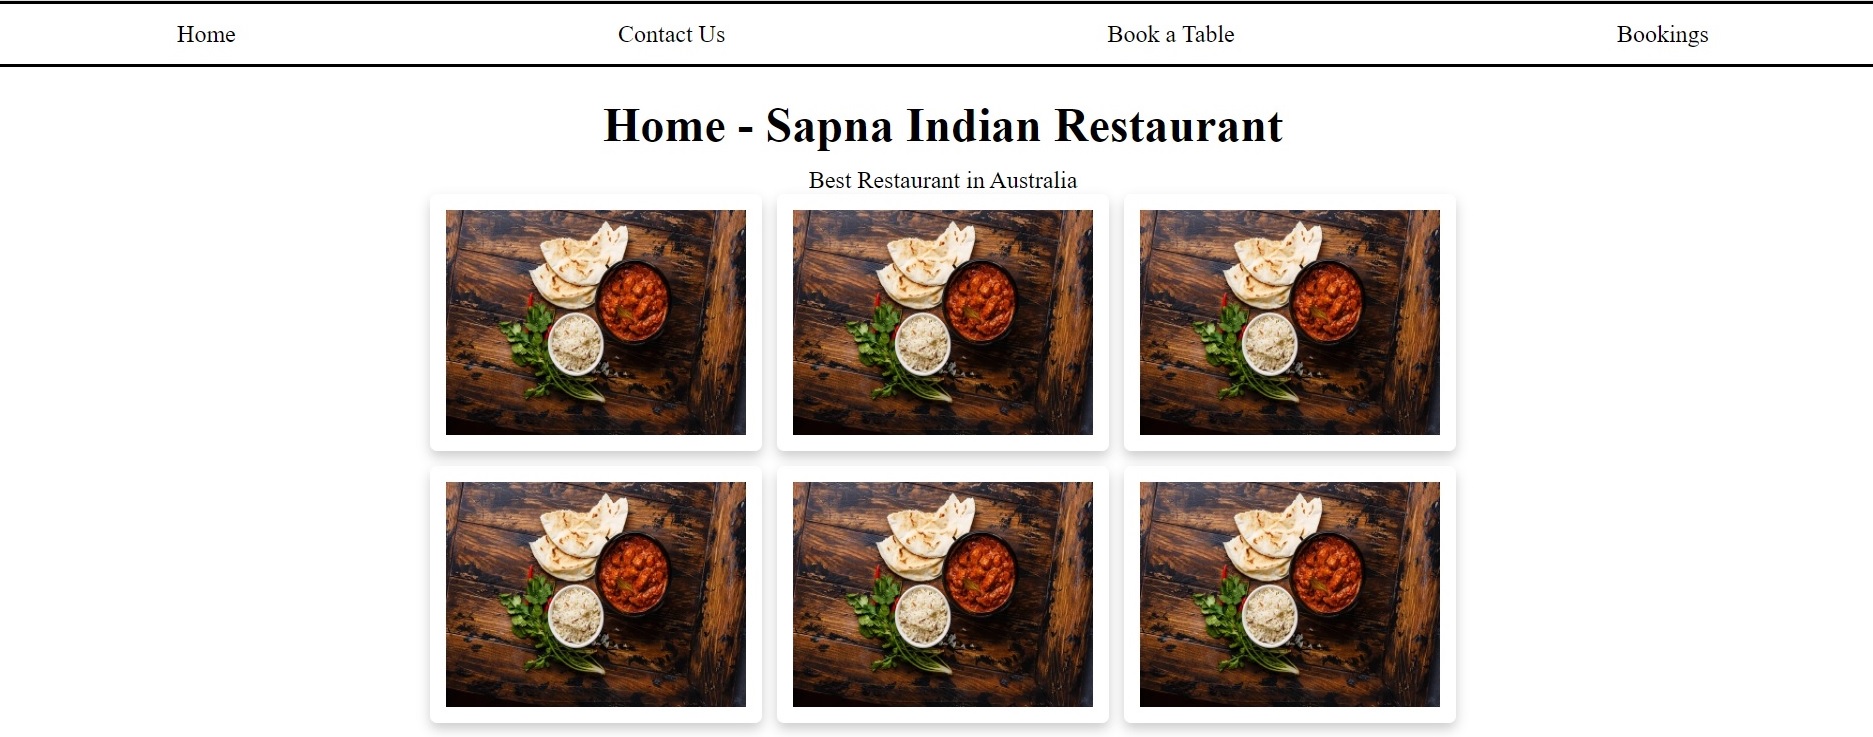 Home Contact Us Book a Table Bookings
Home - Sapna Indian Restaurant
Best Restaurant in Australia